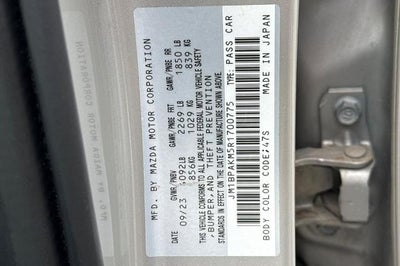 MFD. BY MAZDA MOTOR CORPORATION
09/23
GVWR/PNBV
4092LB
856KG
GAWR/PNBE FR
2269 LB
1029 KG
GAWR/PNBE RR
1850 LB
839 KG
THIS VEHICLE CONFORMS TO ALL APPLICABLE FEDERAL MOTOR VEHICLE SAFETY
,BUMPER,AND THEFT PREVENTION
STANDARDS IN EFFECT ON THE DATE OF MANUFACTURE SHOWN ABOVE.
JM1BPAKM5R1700775 TYPE: PASS CAR
BODY COLOR CODE:47S MADE IN JAPAN